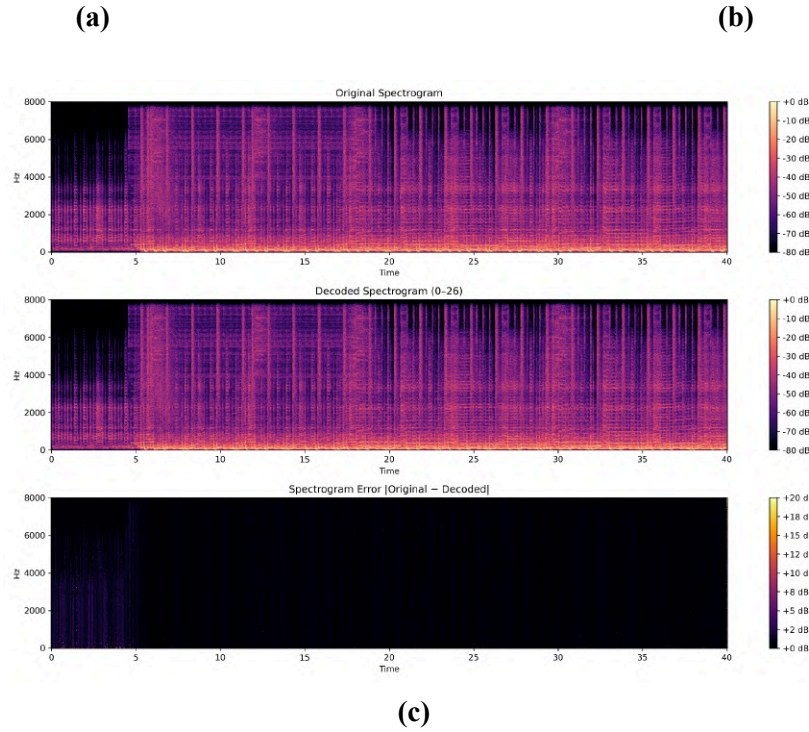 (a) (b)
Original Spectrogram
8000
6000
4000
2000
0
Hz
0 5 10 15 20 25 30 35 40
Time
+0 dB
-10 dB
-20 dB
-30 dB
-40 dB
-50 dB
-60 dB
-70 dB
-80 dB
Decoded Spectrogram (0–26)
8000
6000
4000
2000
0
Hz
0 5 10 15 20 25 30 35 40
Time
+0 dB
-10 dB
-20 dB
-30 dB
-40 dB
-50 dB
-60 dB
-70 dB
-80 dB
Spectrogram Error |Original − Decoded|
8000
6000
4000
2000
0
Hz
0 5 10 15 20 25 30 35 40
Time
+20 d
+18 d
+15 d
+12 d
+10 d
+8 dB
+5 dB
+2 dB
+0 dB
(c)